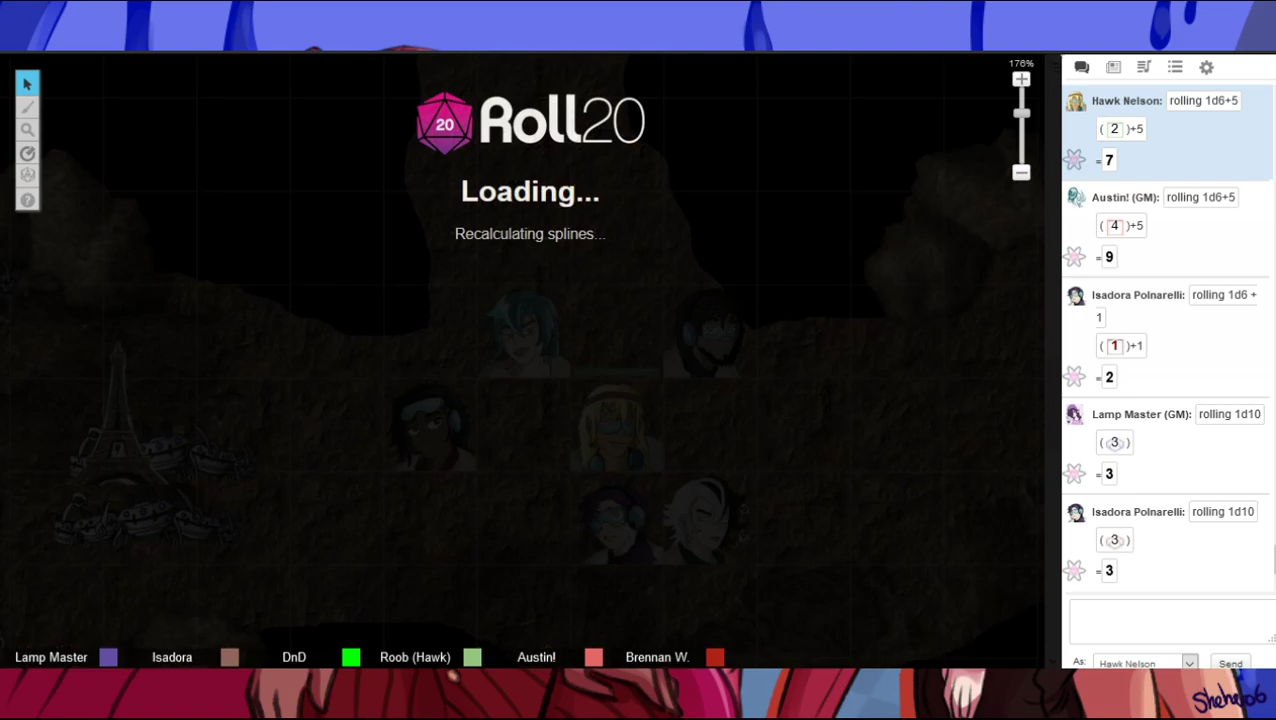 176%
20 Roll20
Loading...
Recalculating splines...
Lamp Master
Isadora
DnD
Roob (Hawk)
Austin!
Brennan W.
Hawk Nelson: rolling 1d6+5
( 2 )+5
= 7
Austin! (GM): rolling 1d6+5
( 4 )+5
= 9
Isadora Polnarelli: rolling 1d6 +
1
( 1 )+1
= 2
Lamp Master (GM): rolling 1d10
( 3 )
= 3
Isadora Polnarelli: rolling 1d10
( 3 )
= 3
As: Hawk Nelson Send